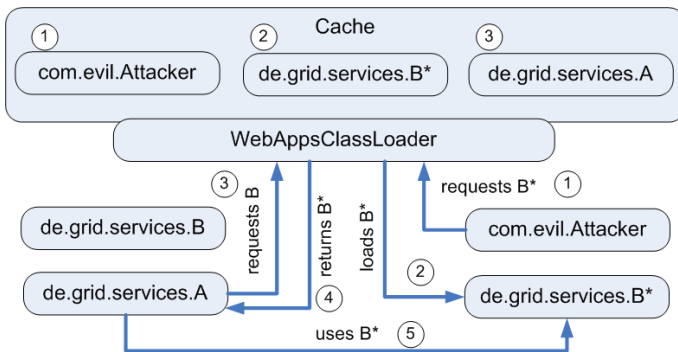 Cache
1
2
3
com.evil.Attacker
de.grid.services.B*
de.grid.services.A
WebAppsClassLoader
3
requests B
returns B*
loads B*
requests B*
1
de.grid.services.B
com.evil.Attacker
2
de.grid.services.A
4
de.grid.services.B*
uses B*
5